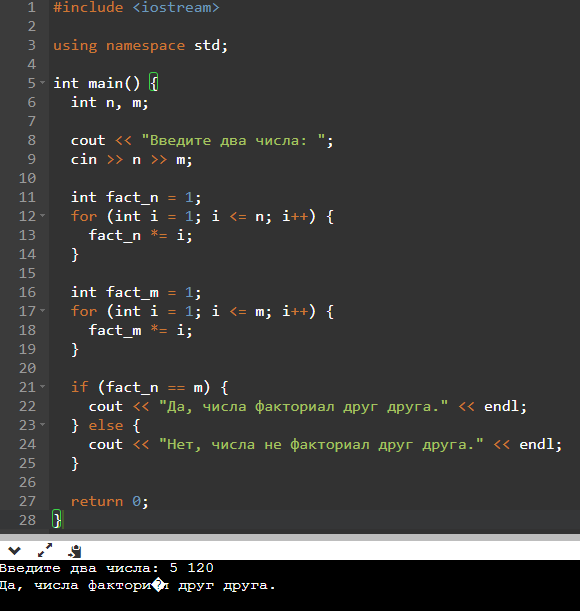 1 #include <iostream>
2
3 using namespace std;
4
5 int main() {
6   int n, m;
7
8   cout << "Введите два числа: ";
9   cin >> n >> m;
10
11   int fact_n = 1;
12   for (int i = 1; i <= n; i++) {
13     fact_n *= i;
14   }
15
16   int fact_m = 1;
17   for (int i = 1; i <= m; i++) {
18     fact_m *= i;
19   }
20
21   if (fact_n == m) {
22     cout << "Да, числа факториал друг друга." << endl;
23   } else {
24     cout << "Нет, числа не факториал друг друга." << endl;
25   }
26
27   return 0;
28 }
Введите два числа: 5 120
Да, числа фактори�л друг друга.